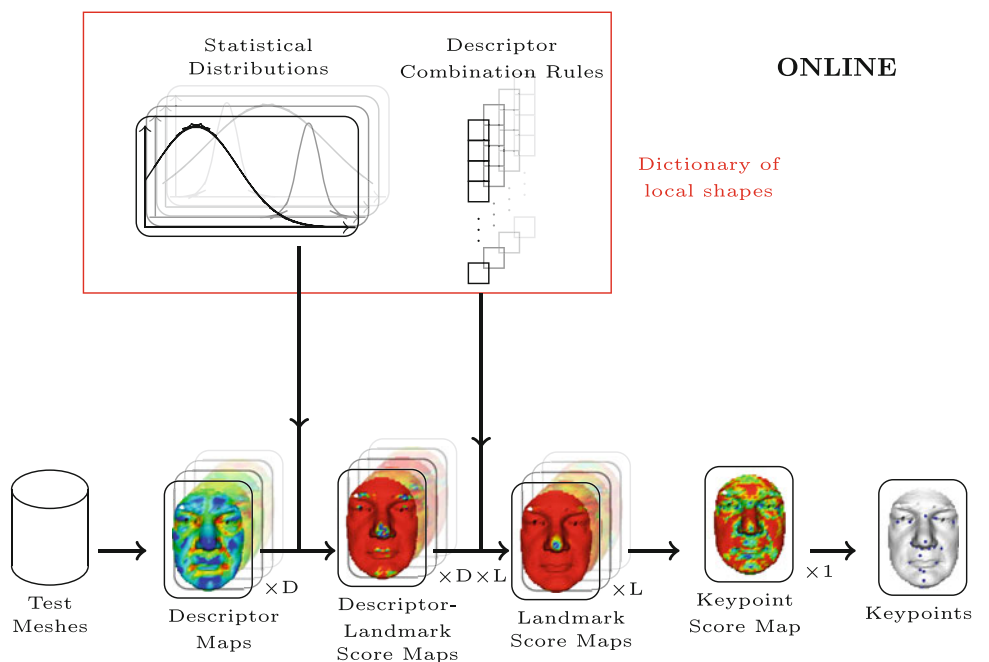 Statistical
Distributions
Descriptor
Combination Rules
ONLINE
Dictionary of
local shapes
×D
×D×L
×L
×1
Test
Meshes
Descriptor
Maps
Descriptor-
Landmark
Score Maps
Landmark
Score Maps
Keypoint
Score Map
Keypoints